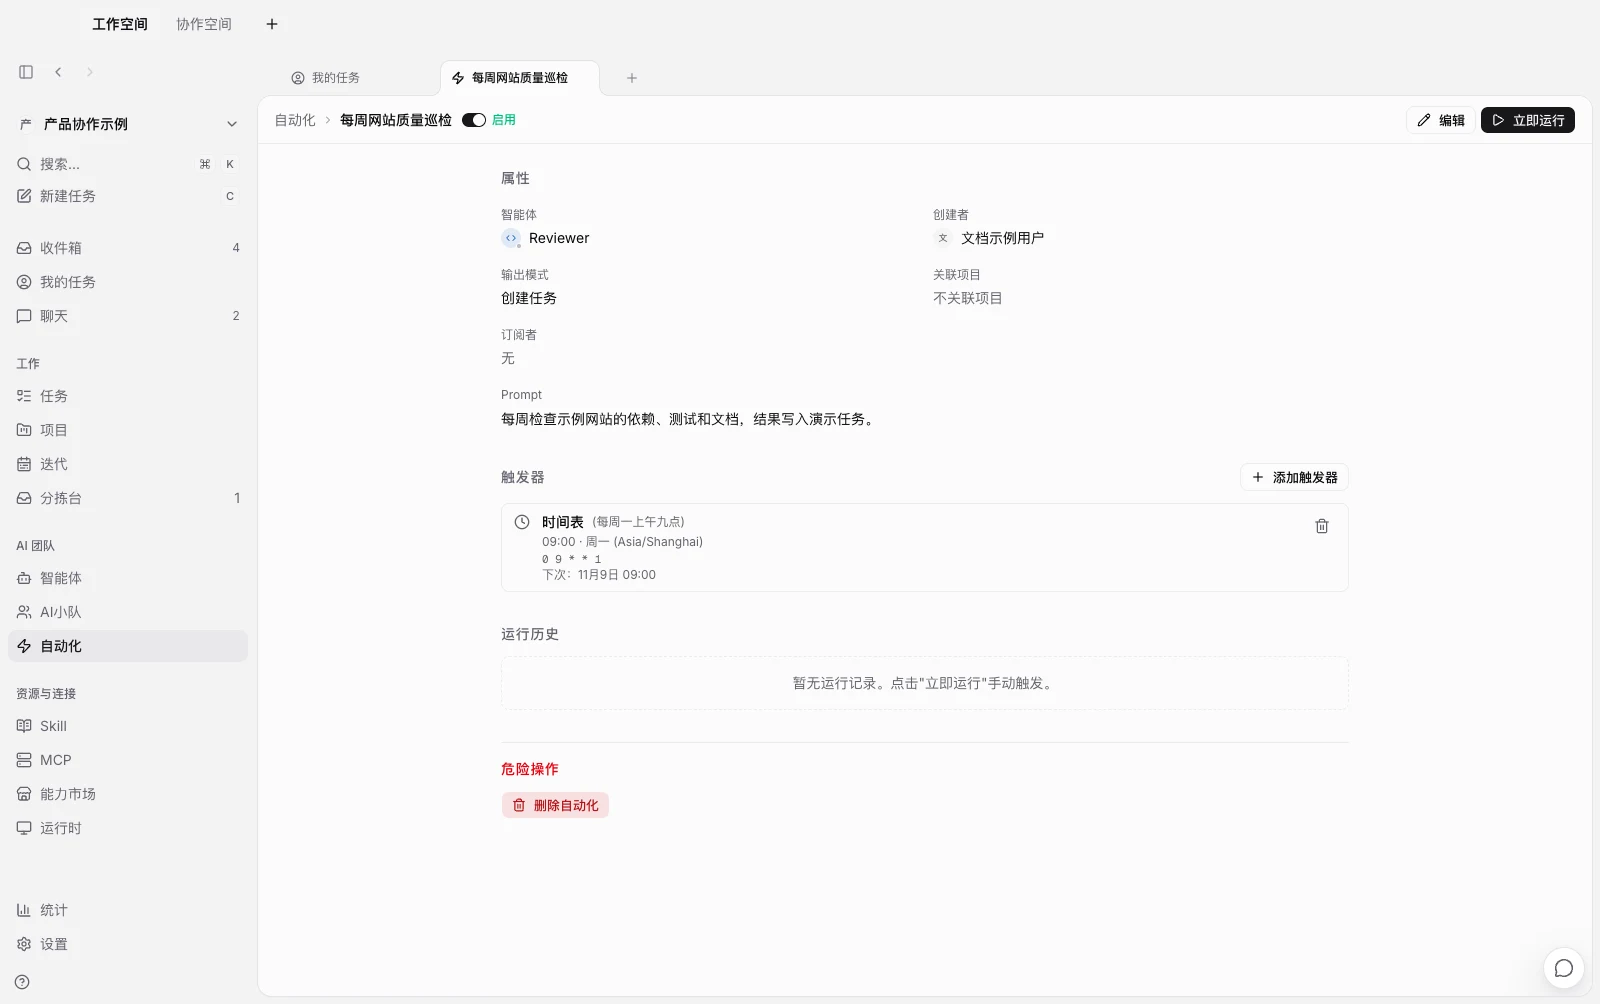 工作空间
协作空间
我的任务
每周网站质量巡检
产 产品协作示例
搜索... ⌘ K
新建任务 C
收件箱 4
我的任务
聊天 2
工作
任务
项目
迭代
分拣台 1
AI 团队
智能体
AI小队
自动化
资源与连接
Skill
MCP
能力市场
运行时
统计
设置
自动化 › 每周网站质量巡检 启用
编辑
立即运行
属性
智能体
Reviewer
创建者
文 文档示例用户
输出模式
创建任务
关联项目
不关联项目
订阅者
无
Prompt
每周检查示例网站的依赖、测试和文档，结果写入演示任务。
触发器
添加触发器
时间表 (每周一上午九点)
09:00 · 周一 (Asia/Shanghai)
0 9 * * 1
下次：11月9日 09:00
运行历史
暂无运行记录。点击"立即运行"手动触发。
危险操作
删除自动化